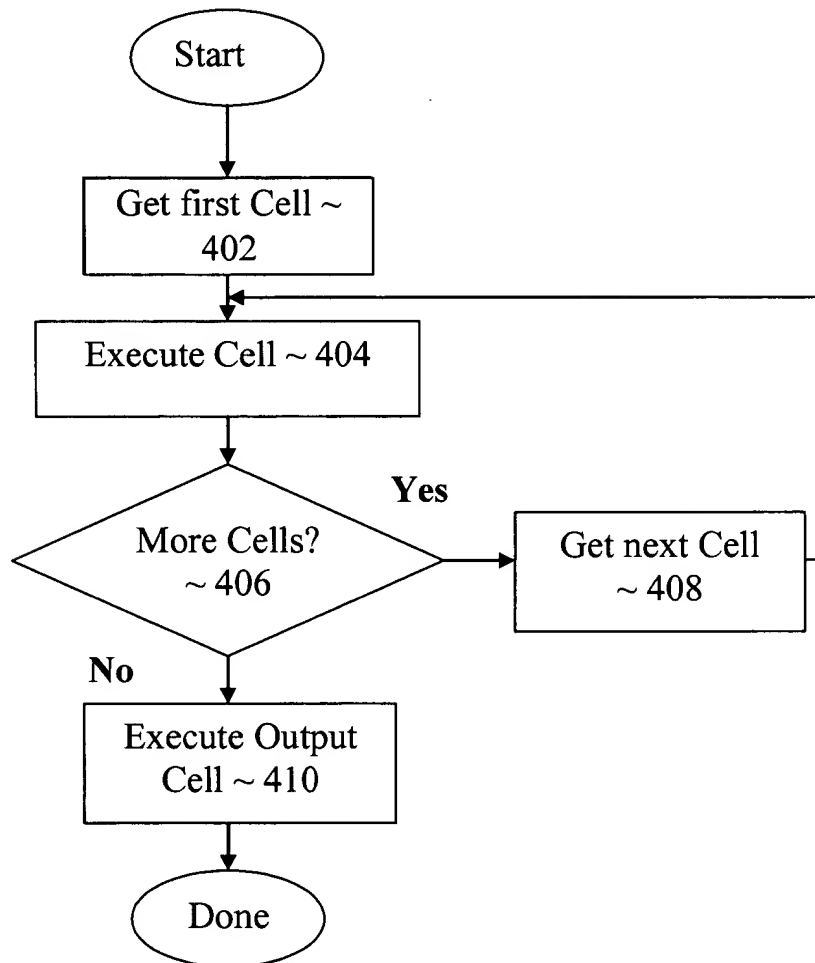 Start
Get first Cell ~
402
Execute Cell ~ 404
More Cells?
~ 406
Yes
Get next Cell
~ 408
No
Execute Output
Cell ~ 410
Done